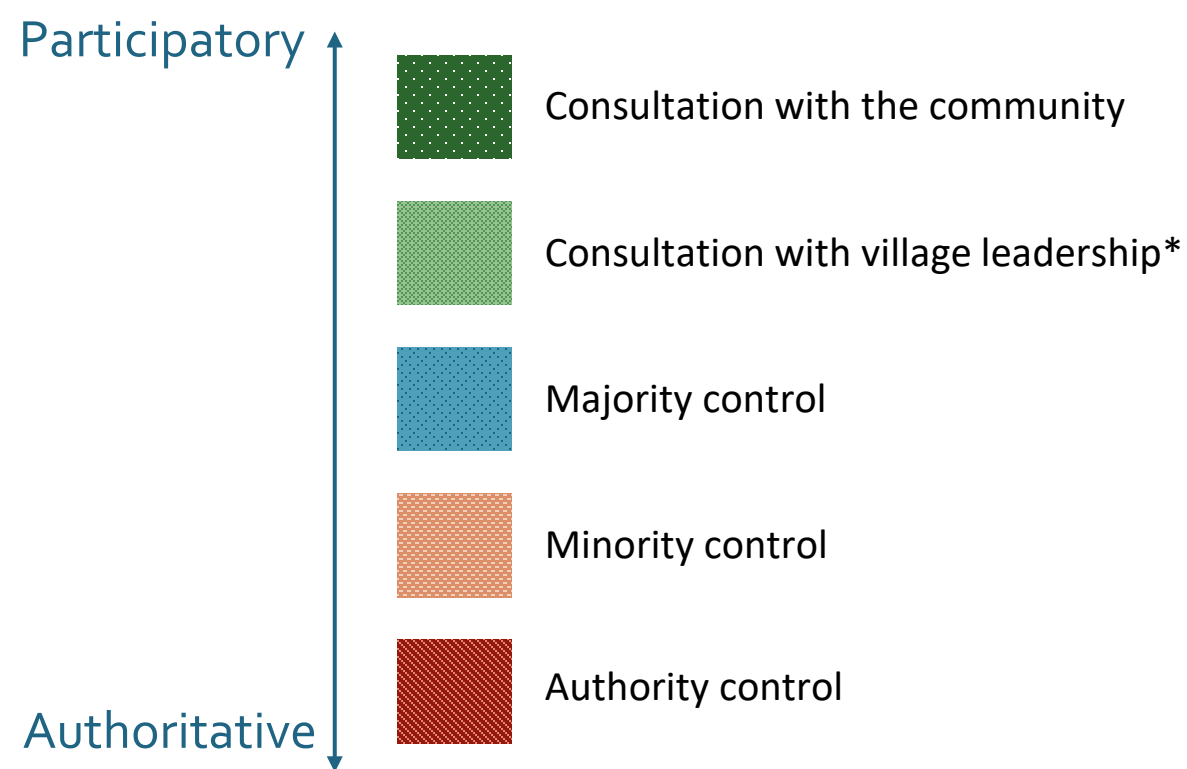 Participatory
Consultation with the community
Consultation with village leadership*
Majority control
Minority control
Authority control
Authoritative